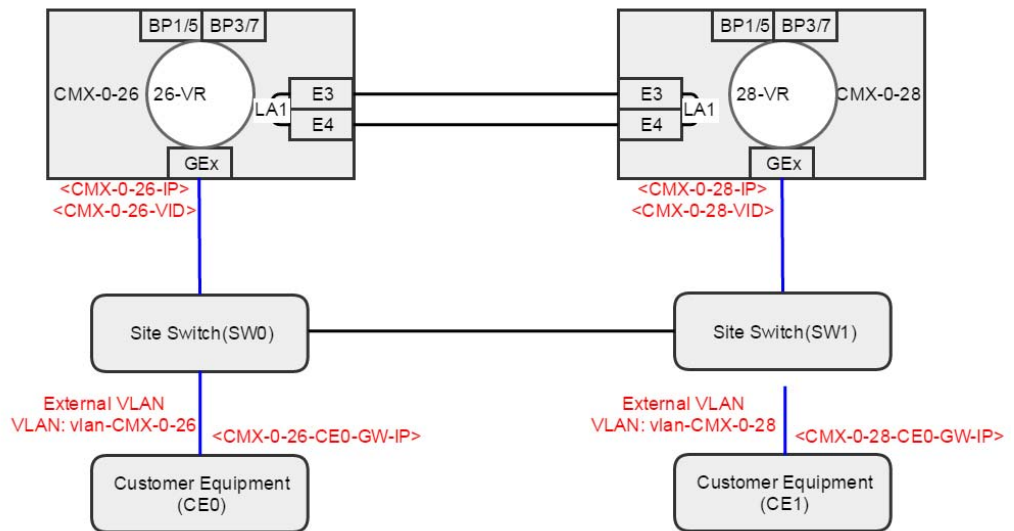 BP1/5 BP3/7
BP1/5 BP3/7
CMX-0-26 26-VR
LA1
E3
E4
E3
E4
LA1
28-VR CMX-0-28
GEx
GEx
<CMX-0-26-IP>
<CMX-0-26-VID>
<CMX-0-28-IP>
<CMX-0-28-VID>
Site Switch(SW0)
Site Switch(SW1)
External VLAN
VLAN: vlan-CMX-0-26
<CMX-0-26-CE0-GW-IP>
External VLAN
VLAN: vlan-CMX-0-28
<CMX-0-28-CE0-GW-IP>
Customer Equipment
(CE0)
Customer Equipment
(CE1)